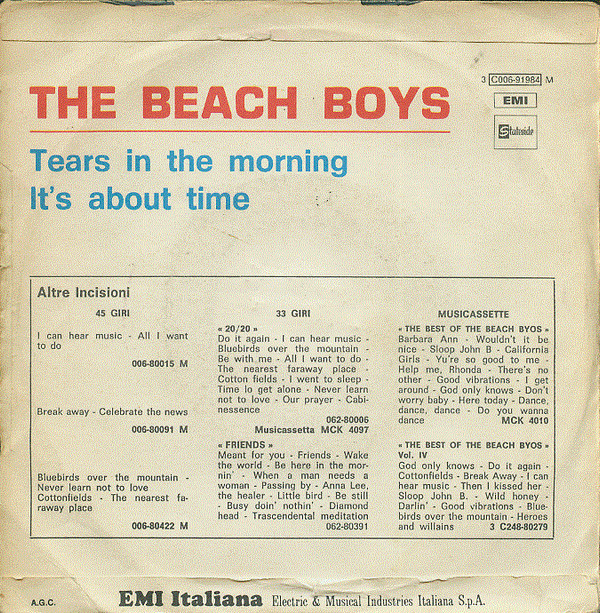 3 C006-91984 M
THE BEACH BOYS
EMI
Stateside
Tears in the morning
It's about time
Altre Incisioni
45 GIRI
I can hear music - All I want
to do
006-80015 M
Break away - Celebrate the news
006-80091 M
Bluebirds over the mountain -
Never learn not to love
Cottonfields - The nearest fa-
raway place
006-80422 M
33 GIRI
« 20/20 »
Do it again - I can hear music -
Bluebirds over the mountain -
Be with me - All I want to do -
The nearest faraway place -
Cotton fields - I went to sleep -
Time lo get alone - Never learn
not to love - Our prayer - Cabi-
nessence
062-80006
Musicassetta MCK 4097
« FRIENDS »
Meant for you - Friends - Wake
the world - Be here in the mor-
nin' - When a man needs a
woman - Passing by - Anna Lee,
the healer - Little bird - Be still
- Busy doin' nothin' - Diamond
head - Trascendental meditation
062-80391
MUSICASSETTE
« THE BEST OF THE BEACH BYOS »
Barbara Ann - Wouldn't it be
nice - Sloop John B - California
Girls - Yu're so good to me -
Help me, Rhonda - There's no
other - Good vibrations - I get
around - God only knows - Don't
worry baby - Here today - Dance,
dance, dance - Do you wanna
dance MCK 4010
« THE BEST OF THE BEACH BYOS »
Vol. IV
God only knows - Do it again -
Cottonfields - Break Away - I can
hear music - Then I kissed her -
Sloop John B. - Wild honey -
Darlin' - Good vibrations - Blue-
birds over the mountain - Heroes
and villains 3 C248-80279
A.G.C. EMI Italiana Electric & Musical Industries Italiana S.p.A.